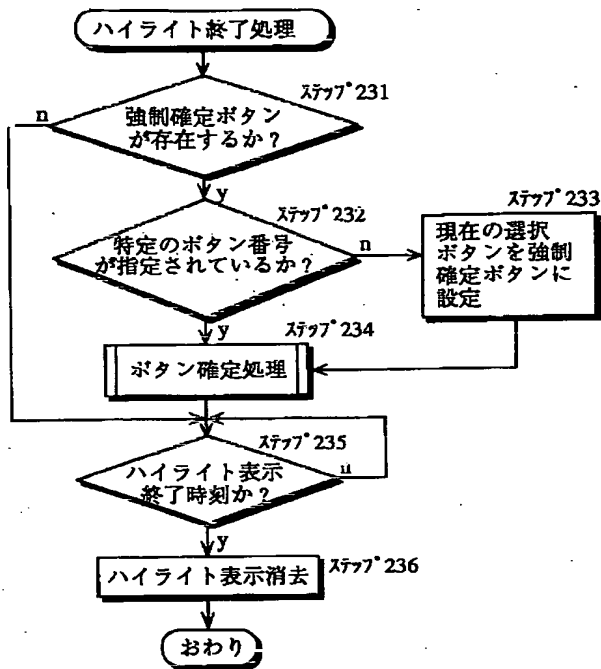 ハイライト終了処理
ステップ231
強制確定ボタン
が存在するか?
n
y
ステップ232
特定のボタン番号
が指定されているか?
n
y
ステップ233
現在の選択
ボタンを強制
確定ボタンに
設定
ステップ234
ボタン確定処理
ステップ235
ハイライト表示
終了時刻か?
n
y
ステップ236
ハイライト表示消去
おわり